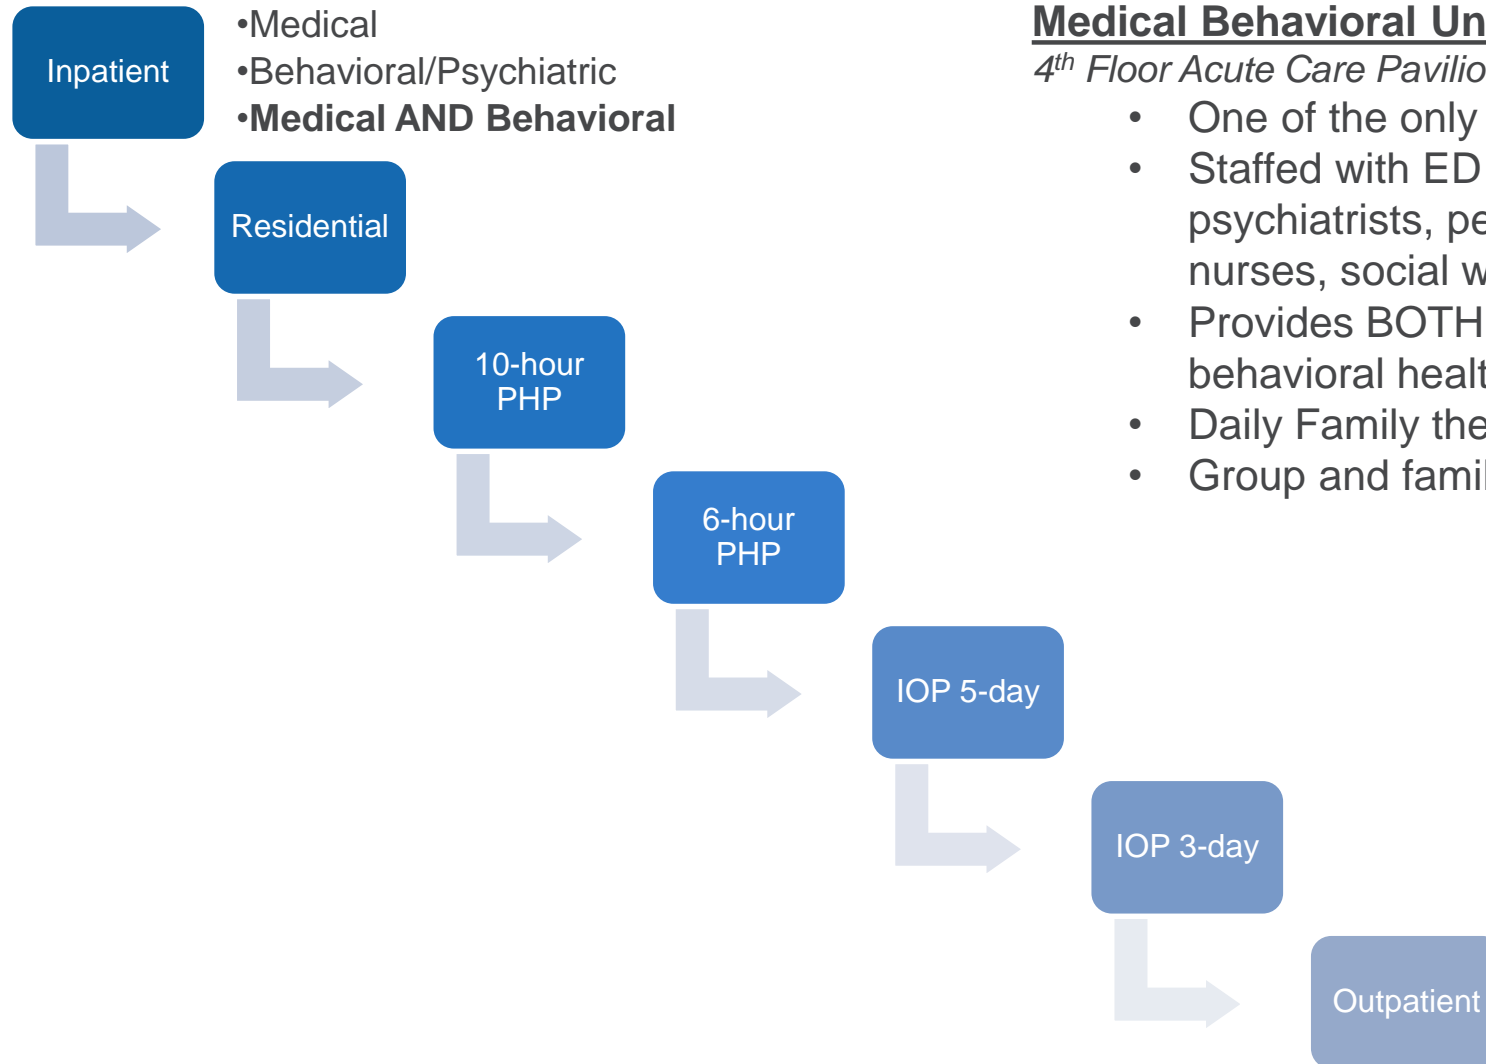 Inpatient
•Medical
•Behavioral/Psychiatric
•Medical AND Behavioral
Residential
10-hour
PHP
6-hour
PHP
IOP 5-day
IOP 3-day
Outpatient
Medical Behavioral
4th Floor Acute Care
• One of the only
• Staffed with ED
psychiatrists,
nurses, social
• Provides BOTH
behavioral
• Daily Family
• Group and